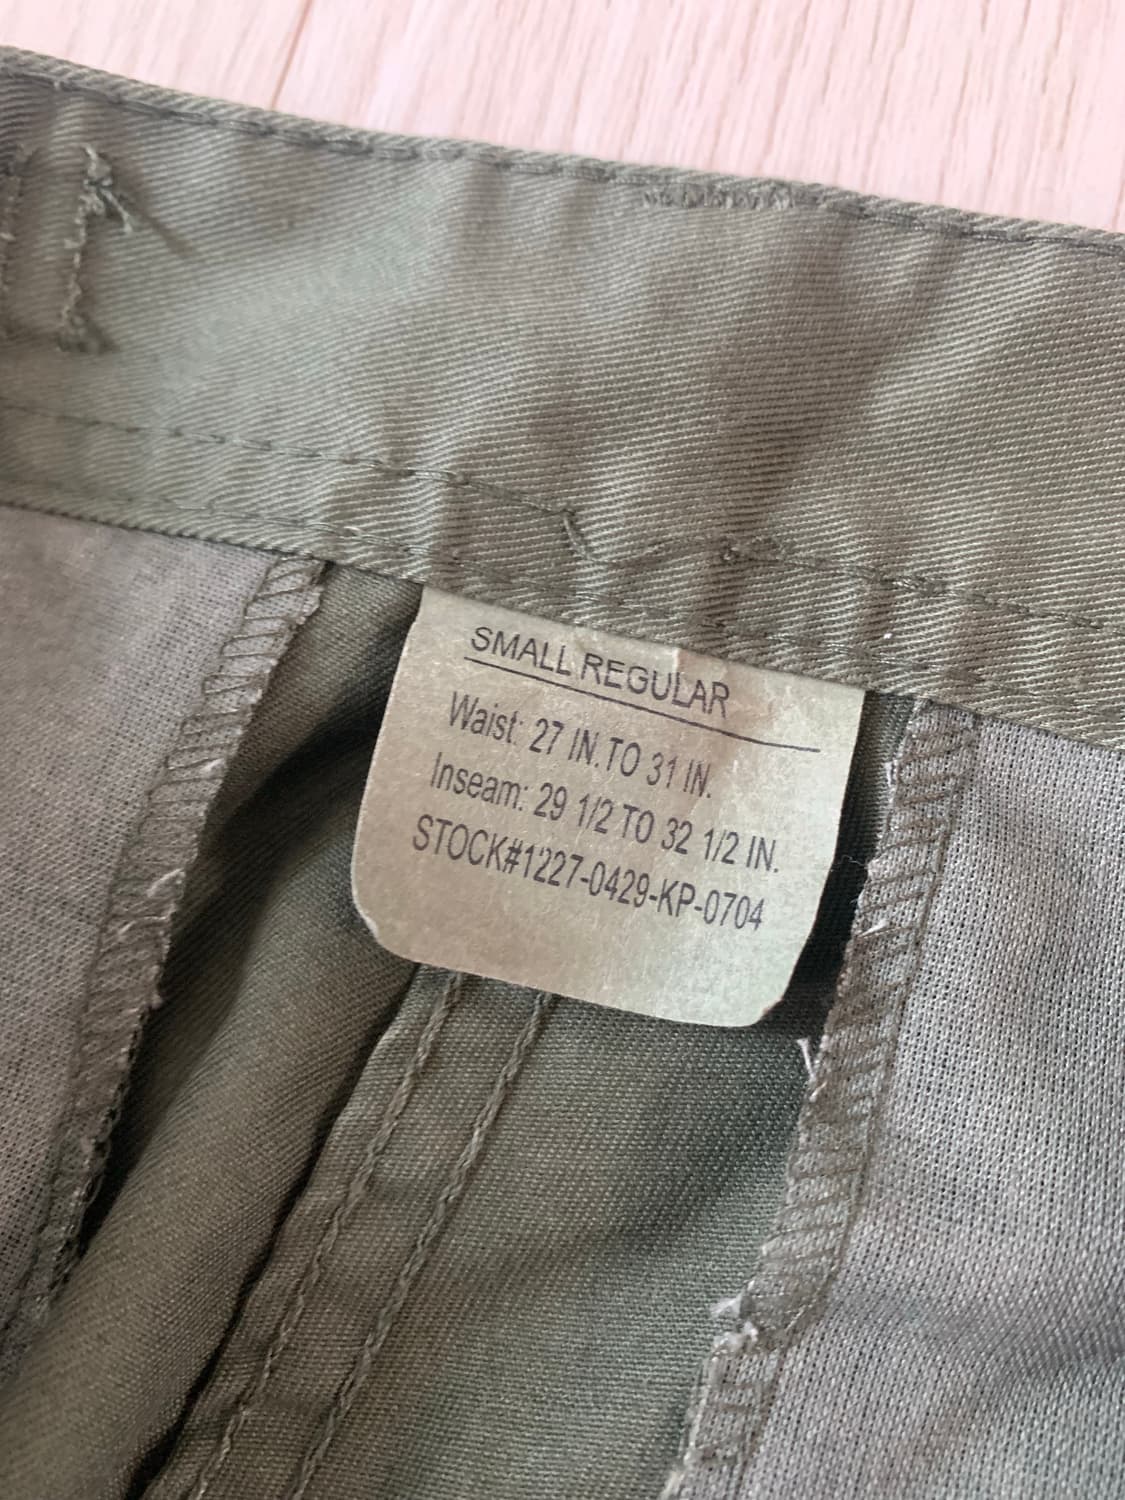 SMALL REGULAR
Waist: 27 IN.TO 31 IN.
Inseam: 29 1/2 TO 32 1/2 IN.
STOCK#1227-0429-KP-0704